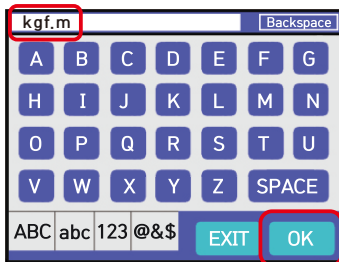 kgf.m Backspace
A B C D E F G
H I J K L M N
O P Q R S T U
V W X Y Z SPACE
ABC abc 123 @&$ EXIT OK